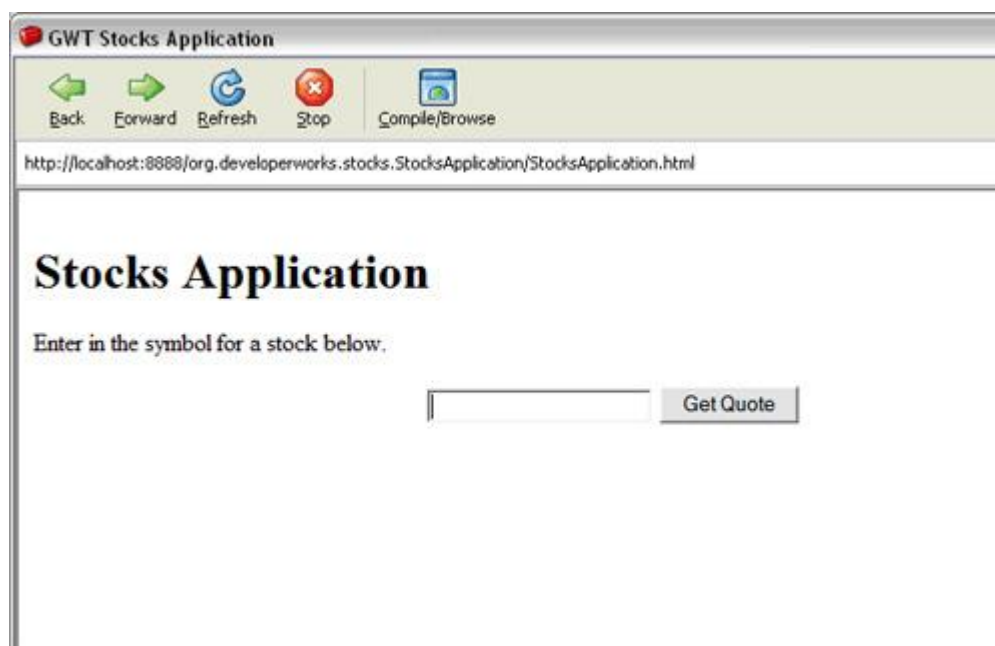 GWT Stocks Application
Back Forward Refresh Stop Compile/Browse
http://localhost:8888/org.developerworks.stocks.StocksApplication/StocksApplication.html
Stocks Application
Enter in the symbol for a stock below.
Get Quote